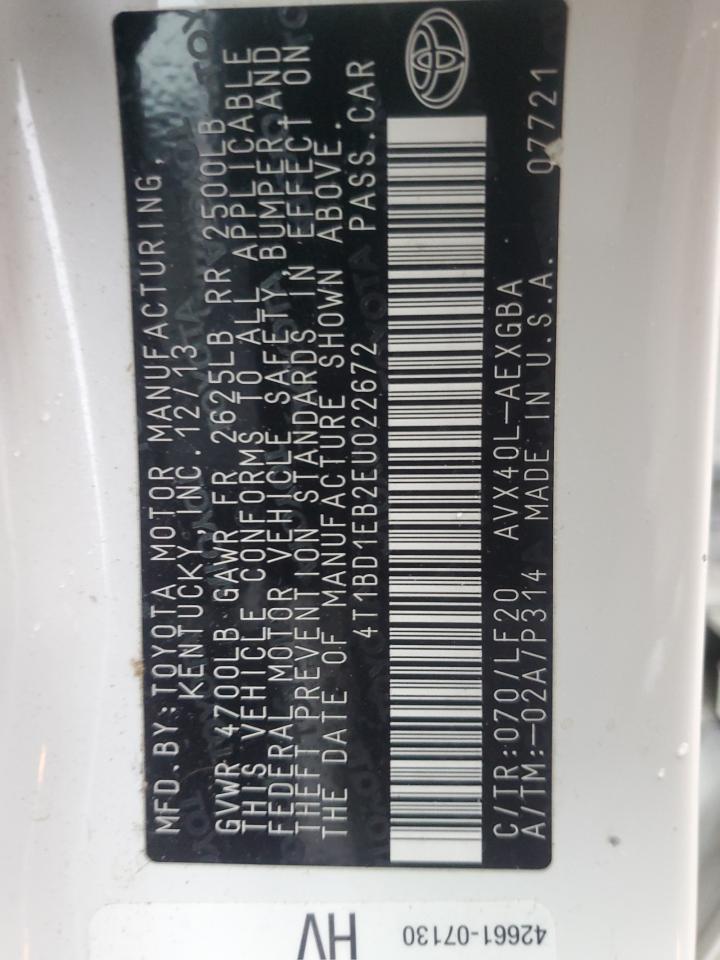 MFD.BY:TOYOTA MOTOR MANUFACTURING,
KENTUCKY,INC.12/13
GVWR 4700LB GAWR FR 2625LB RR 2500LB
THIS VEHICLE CONFORMS TO ALL APPLICABLE
FEDERAL MOTOR VEHICLE SAFETY,BUMPER,AND
THEFT PREVENTION STANDARDS IN EFFECT ON
THE DATE OF MANUFACTURE SHOWN ABOVE.
4T1BD1EB2EU022672 PASS.CAR
C/TR:070/LF20 AVX40L-AEXGBA
A/TM:-02A7P314 MADE IN U.S.A. 07721
HV
42661-07130